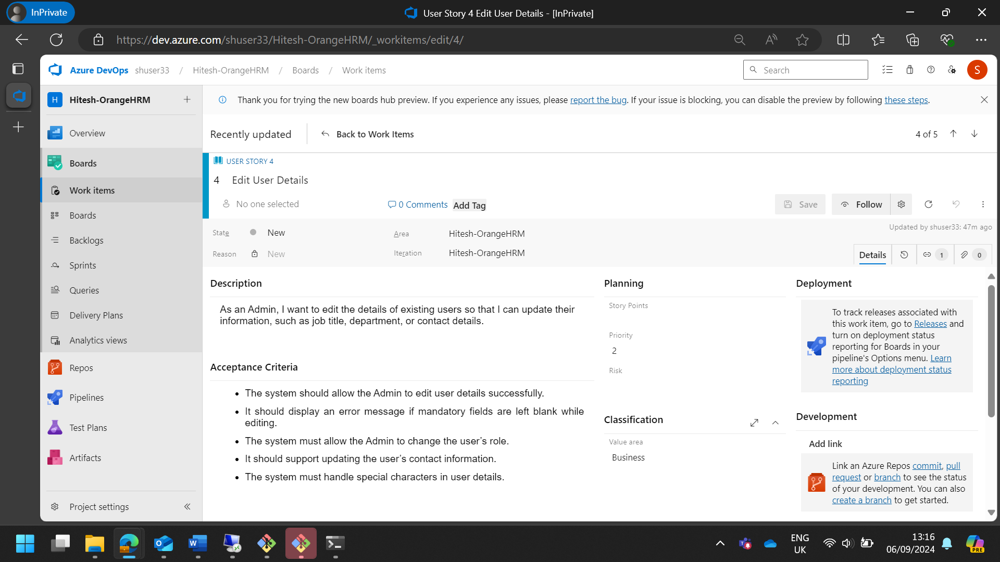 InPrivate
User Story 4 Edit User Details - [InPrivate]
https://dev.azure.com/shuser33/Hitesh-OrangeHRM/_workitems/edit/4/
Azure DevOps shuser33 / Hitesh-OrangeHRM / Boards / Work items
Search
S
H Hitesh-OrangeHRM
Thank you for trying the new boards hub preview. If you experience any issues, please report the bug. If your issue is blocking, you can disable the preview by following these steps.
Overview
Boards
Work items
Boards
Backlogs
Sprints
Queries
Delivery Plans
Analytics views
Repos
Pipelines
Test Plans
Artifacts
Project settings
Recently updated
Back to Work Items
4 of 5
USER STORY 4
4 Edit User Details
No one selected
0 Comments
Add Tag
Save
Follow
State New
Area Hitesh-OrangeHRM
Updated by shuser33: 47m ago
Reason New
Iteration Hitesh-OrangeHRM
Details
1
0
Description
As an Admin, I want to edit the details of existing users so that I can update their
information, such as job title, department, or contact details.
Acceptance Criteria
• The system should allow the Admin to edit user details successfully.
• It should display an error message if mandatory fields are left blank while
editing.
• The system must allow the Admin to change the user’s role.
• It should support updating the user’s contact information.
• The system must handle special characters in user details.
Planning
Story Points
Priority
2
Risk
Classification
Value area
Business
Deployment
To track releases associated with
this work item, go to Releases and
turn on deployment status
reporting for Boards in your
pipeline's Options menu. Learn
more about deployment status
reporting
Development
Add link
Link an Azure Repos commit, pull
request or branch to see the status
of your development. You can also
create a branch to get started.
ENG
UK
13:16
06/09/2024
PRE